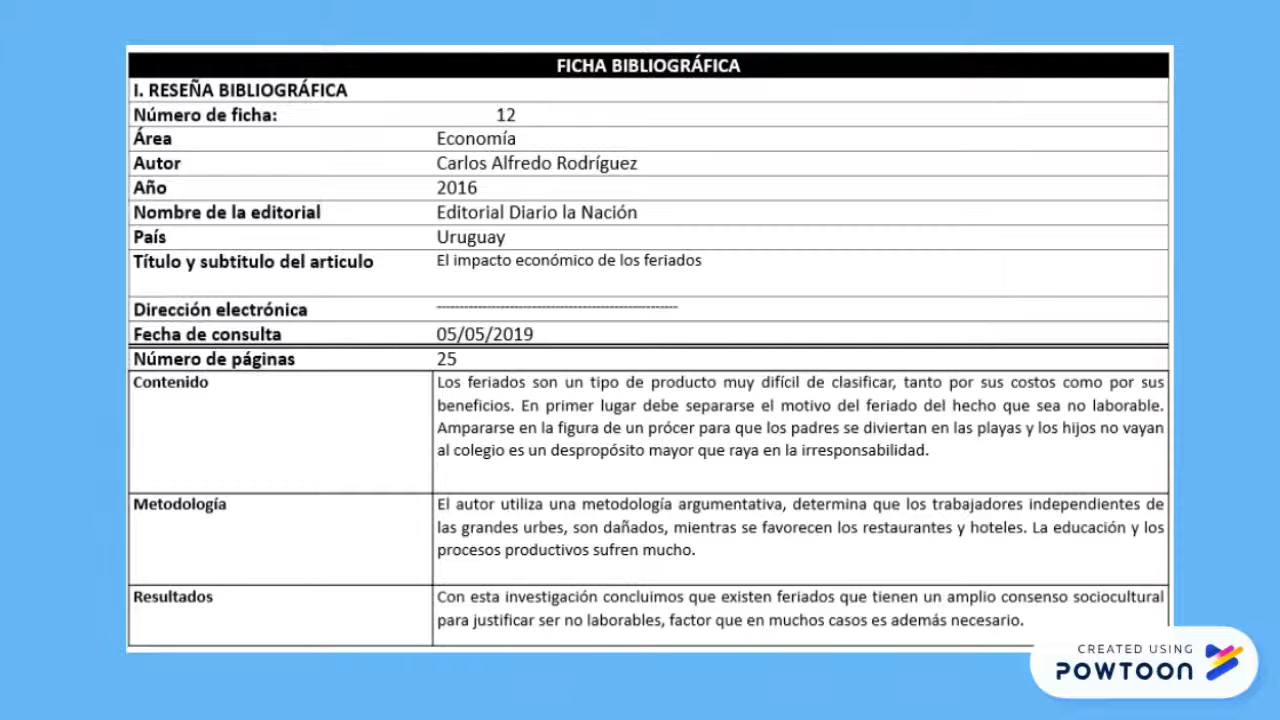 FICHA BIBLIOGRÁFICA
I. RESEÑA BIBLIOGRÁFICA
Número de ficha: 12
Área Economía
Autor Carlos Alfredo Rodríguez
Año 2016
Nombre de la editorial Editorial Diario la Nación
País Uruguay
Título y subtitulo del articulo El impacto económico de los feriados
Dirección electrónica ------------------------------------------------------
Fecha de consulta 05/05/2019
Número de páginas 25
Contenido Los feriados son un tipo de producto muy difícil de clasificar, tanto por sus costos como por sus
beneficios. En primer lugar debe separarse el motivo del feriado del hecho que sea no laborable.
Ampararse en la figura de un prócer para que los padres se diviertan en las playas y los hijos no vayan
al colegio es un despropósito mayor que raya en la irresponsabilidad.
Metodología El autor utiliza una metodología argumentativa, determina que los trabajadores independientes de
las grandes urbes, son dañados, mientras se favorecen los restaurantes y hoteles. La educación y los
procesos productivos sufren mucho.
Resultados Con esta investigación concluimos que existen feriados que tienen un amplio consenso sociocultural
para justificar ser no laborables, factor que en muchos casos es además necesario.
CREATED USING
POWTOON